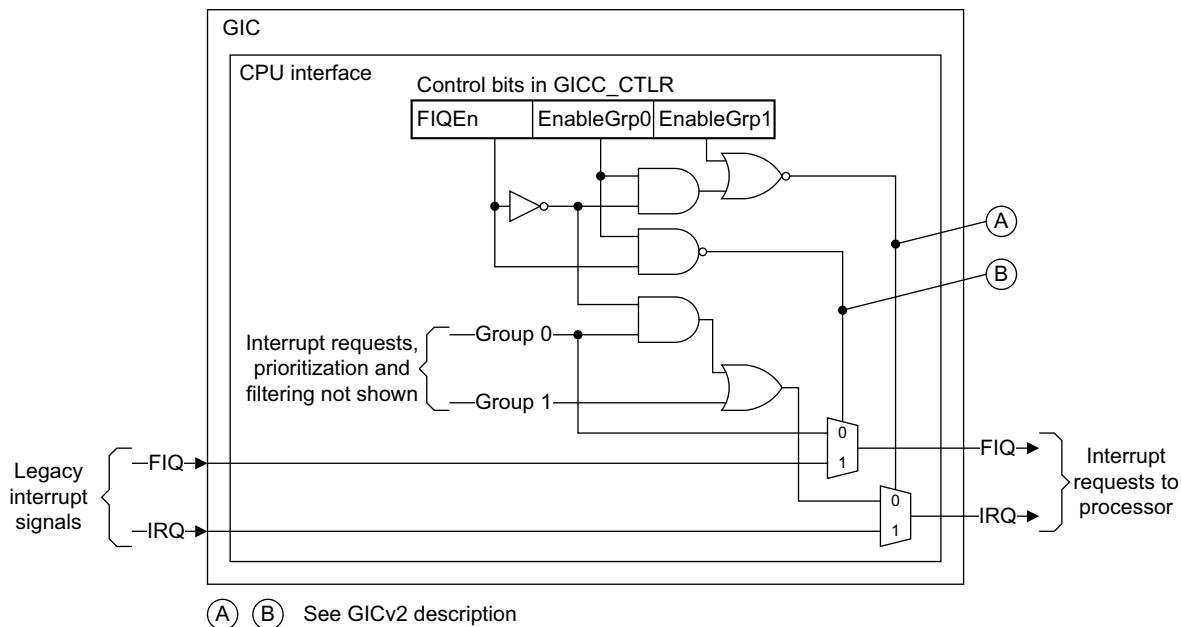 GIC
CPU interface
Control bits in GICC_CTLR
FIQEn EnableGrp0 EnableGrp1
A
B
Interrupt requests,
prioritization and
filtering not shown
Group 0
Group 1
0
1
Legacy
interrupt
signals
FIQ
IRQ
0
1
FIQ
IRQ
Interrupt
requests to
processor
A B See GICv2 description